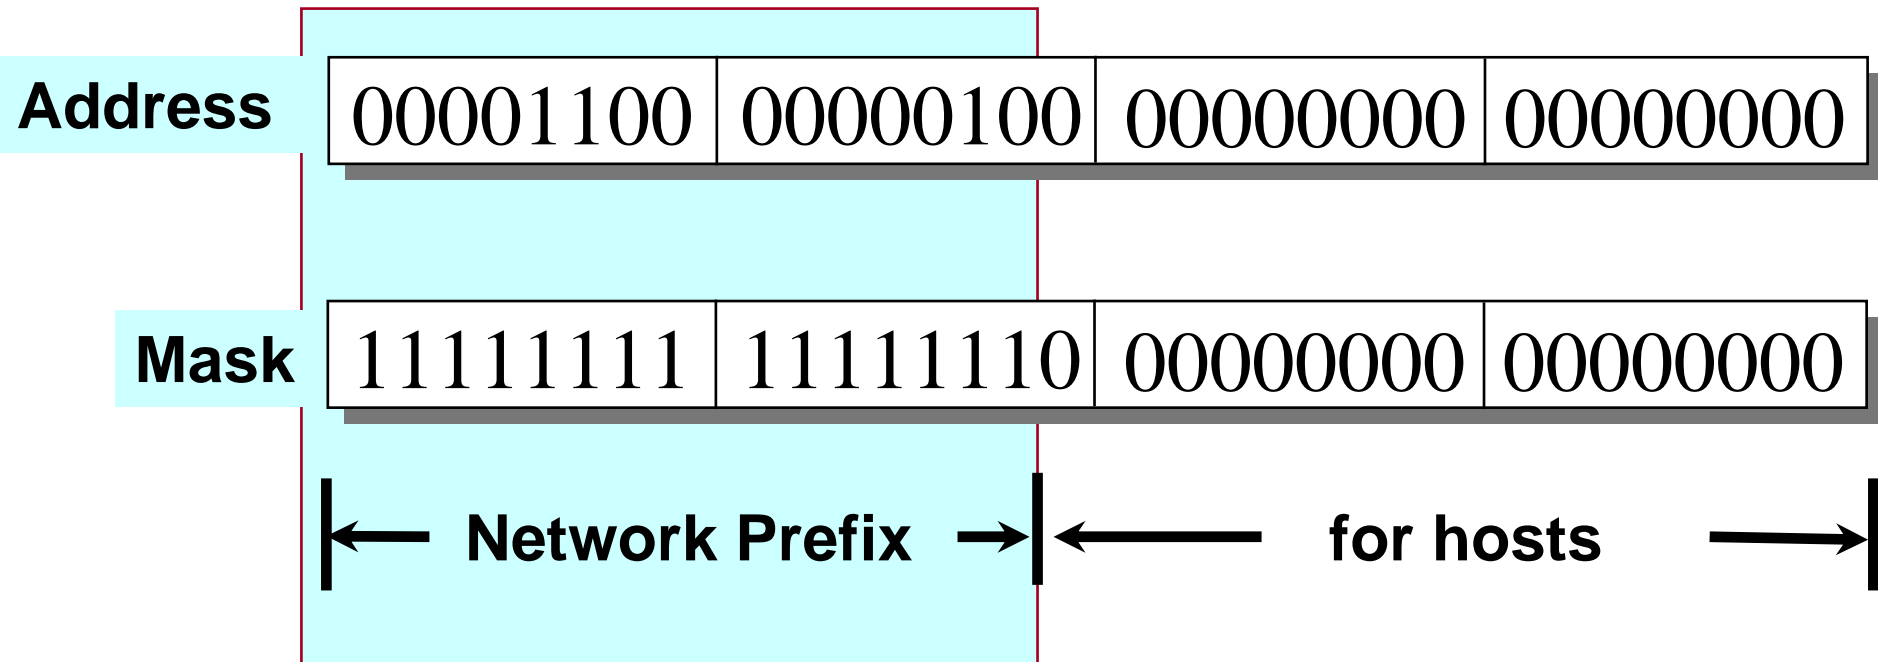 Address 00001100 00000100 00000000 00000000
Mask 11111111 11111110 00000000 00000000
Network Prefix for hosts